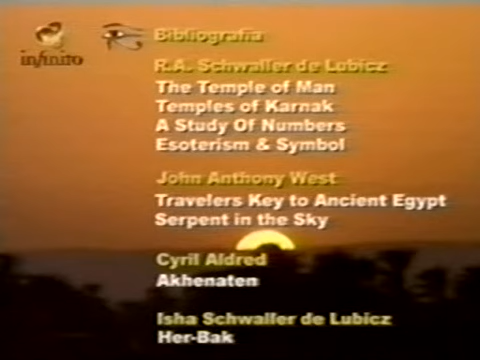 infinito
Bibliografia
R.A. Schwaller de Lubicz
The Temple of Man
Temples of Karnak
A Study Of Numbers
Esoterism & Symbol
John Anthony West
Travelers Key to Ancient Egypt
Serpent in the Sky
Cyril Aldred
Akhenaten
Isha Schwaller de Lubicz
Her-Bak